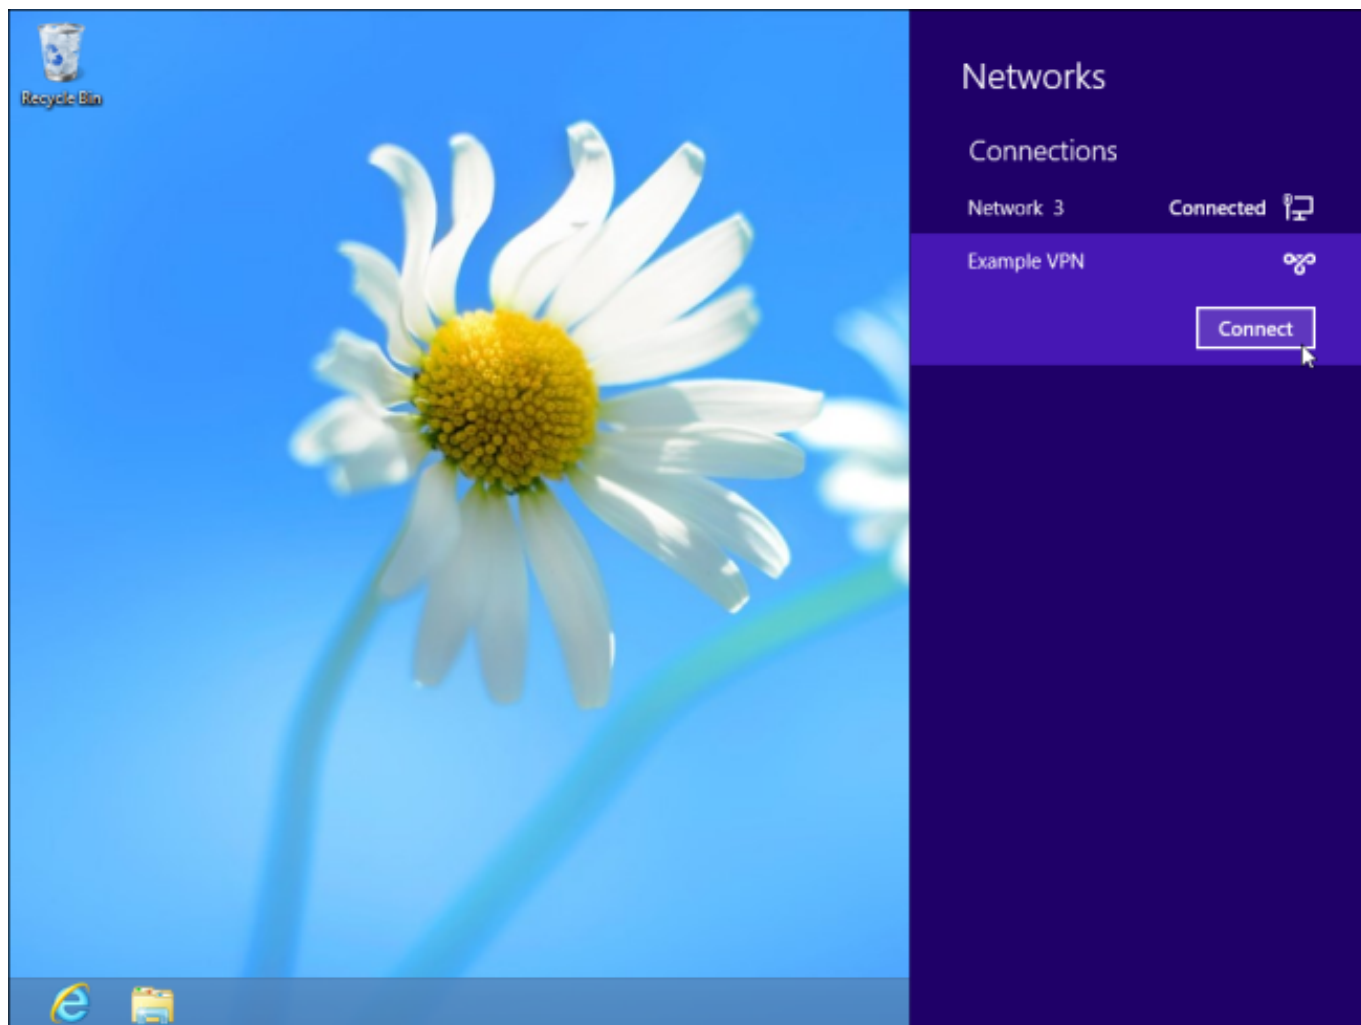 Recycle Bin
Networks
Connections
Network 3 Connected
Example VPN
Connect